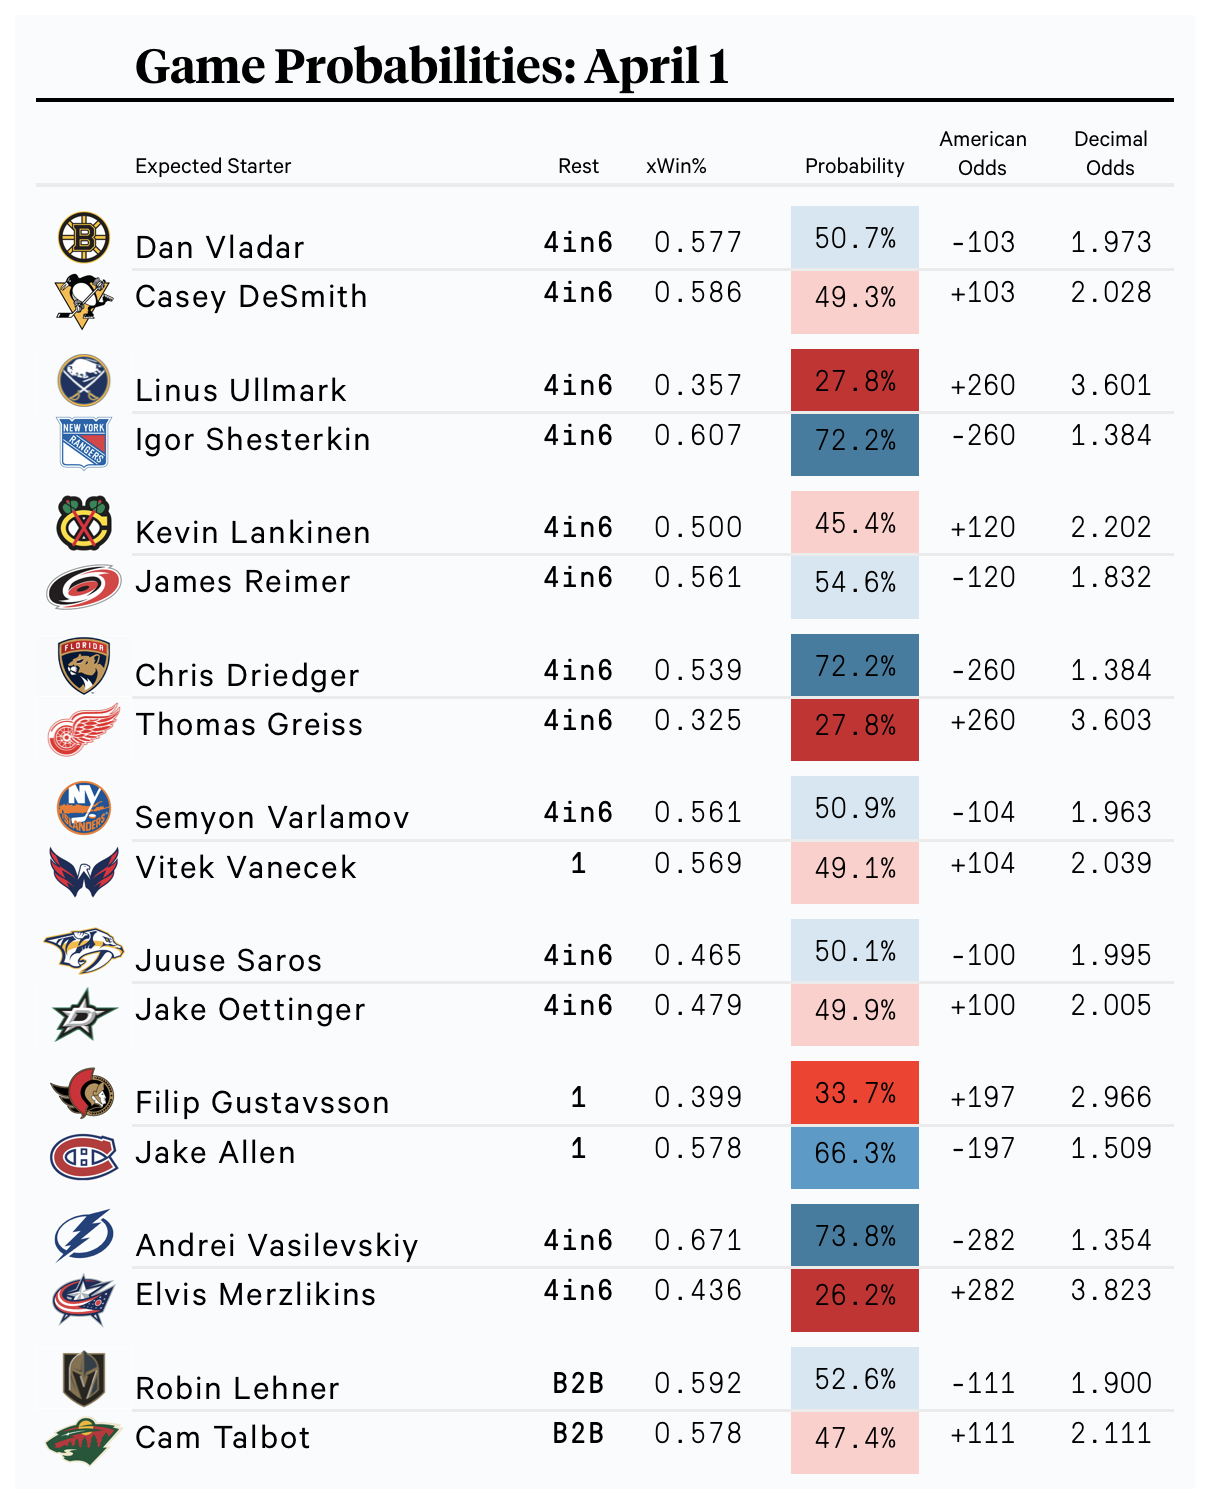 Game Probabilities: April 1
Expected Starter Rest xWin% Probability American Odds Decimal Odds
Dan Vladar 4in6 0.577 50.7% -103 1.973
Casey DeSmith 4in6 0.586 49.3% +103 2.028
Linus Ullmark 4in6 0.357 27.8% +260 3.601
NEW YORK
RANGERS
Igor Shesterkin 4in6 0.607 72.2% -260 1.384
Kevin Lankinen 4in6 0.500 45.4% +120 2.202
James Reimer 4in6 0.561 54.6% -120 1.832
FLORIDA
Chris Driedger 4in6 0.539 72.2% -260 1.384
Thomas Greiss 4in6 0.325 27.8% +260 3.603
NY
ISLANDERS
Semyon Varlamov 4in6 0.561 50.9% -104 1.963
Vitek Vanecek 1 0.569 49.1% +104 2.039
Juuse Saros 4in6 0.465 50.1% -100 1.995
Jake Oettinger 4in6 0.479 49.9% +100 2.005
Filip Gustavsson 1 0.399 33.7% +197 2.966
Jake Allen 1 0.578 66.3% -197 1.509
Andrei Vasilevskiy 4in6 0.671 73.8% -282 1.354
Elvis Merzlikins 4in6 0.436 26.2% +282 3.823
Robin Lehner B2B 0.592 52.6% -111 1.900
Cam Talbot B2B 0.578 47.4% +111 2.111